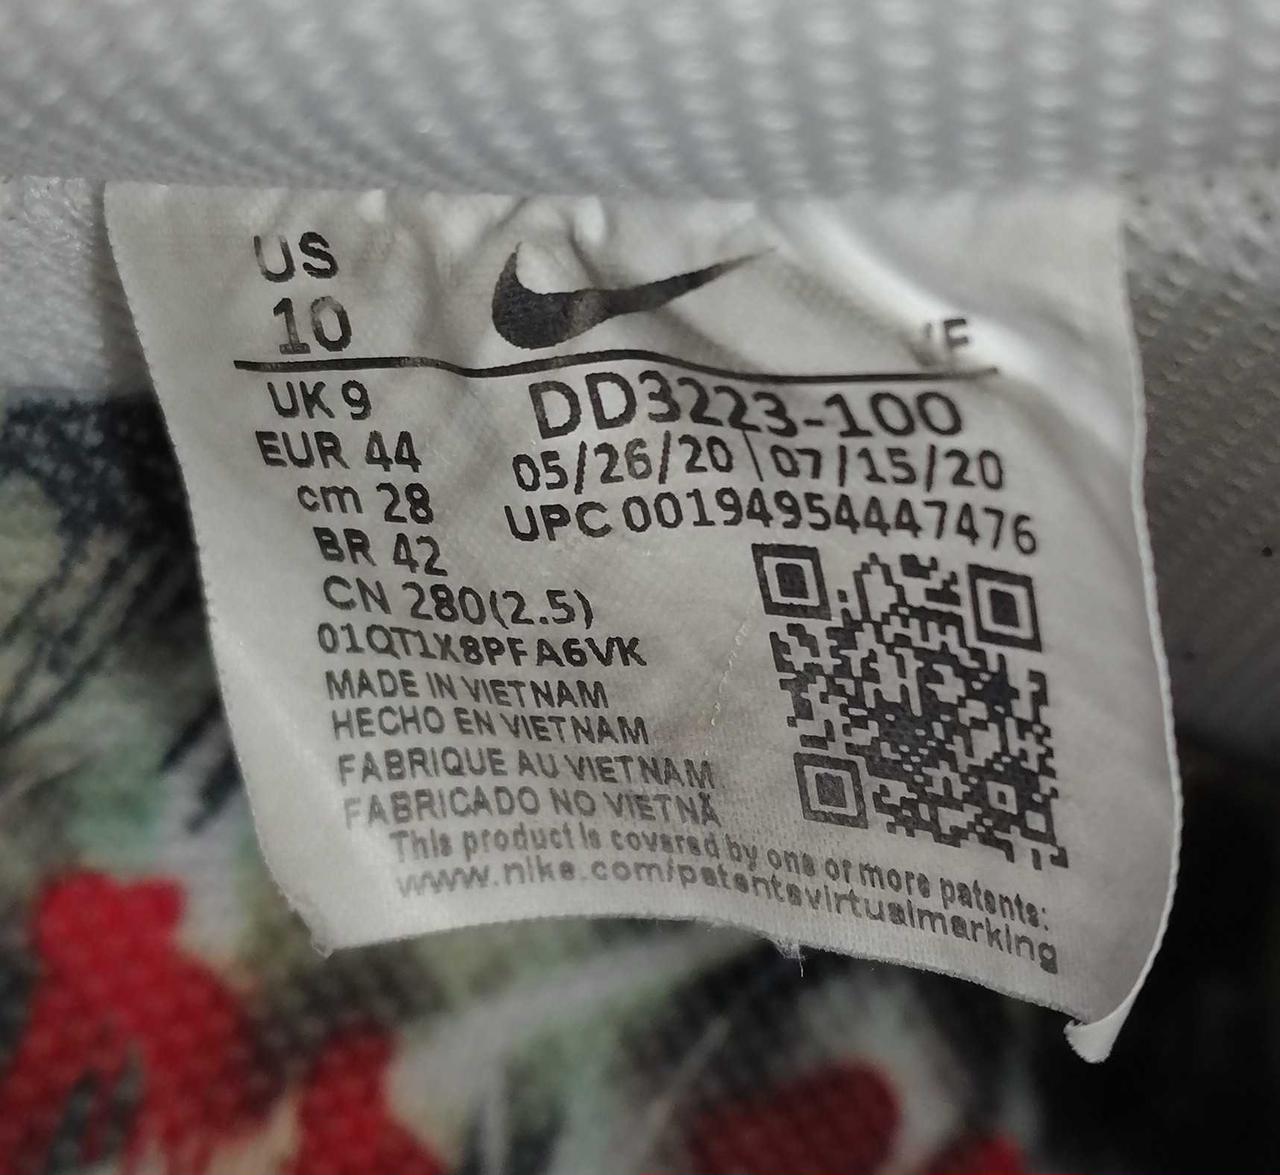 US
10
UK 9
EUR 44
cm 28
BR 42
CN 280(2.5)
DD3223-100
05/26/20 \ 07/15/20
UPC 00194954447476
01QT1X8PFA6VK
MADE IN VIETNAM
HECHO EN VIETNAM
FABRIQUE AU VIETNAM
FABRICADO NO VIETNÃ
This product is covered by one or more patents:
www.nike.com/patentsvirtualmarking